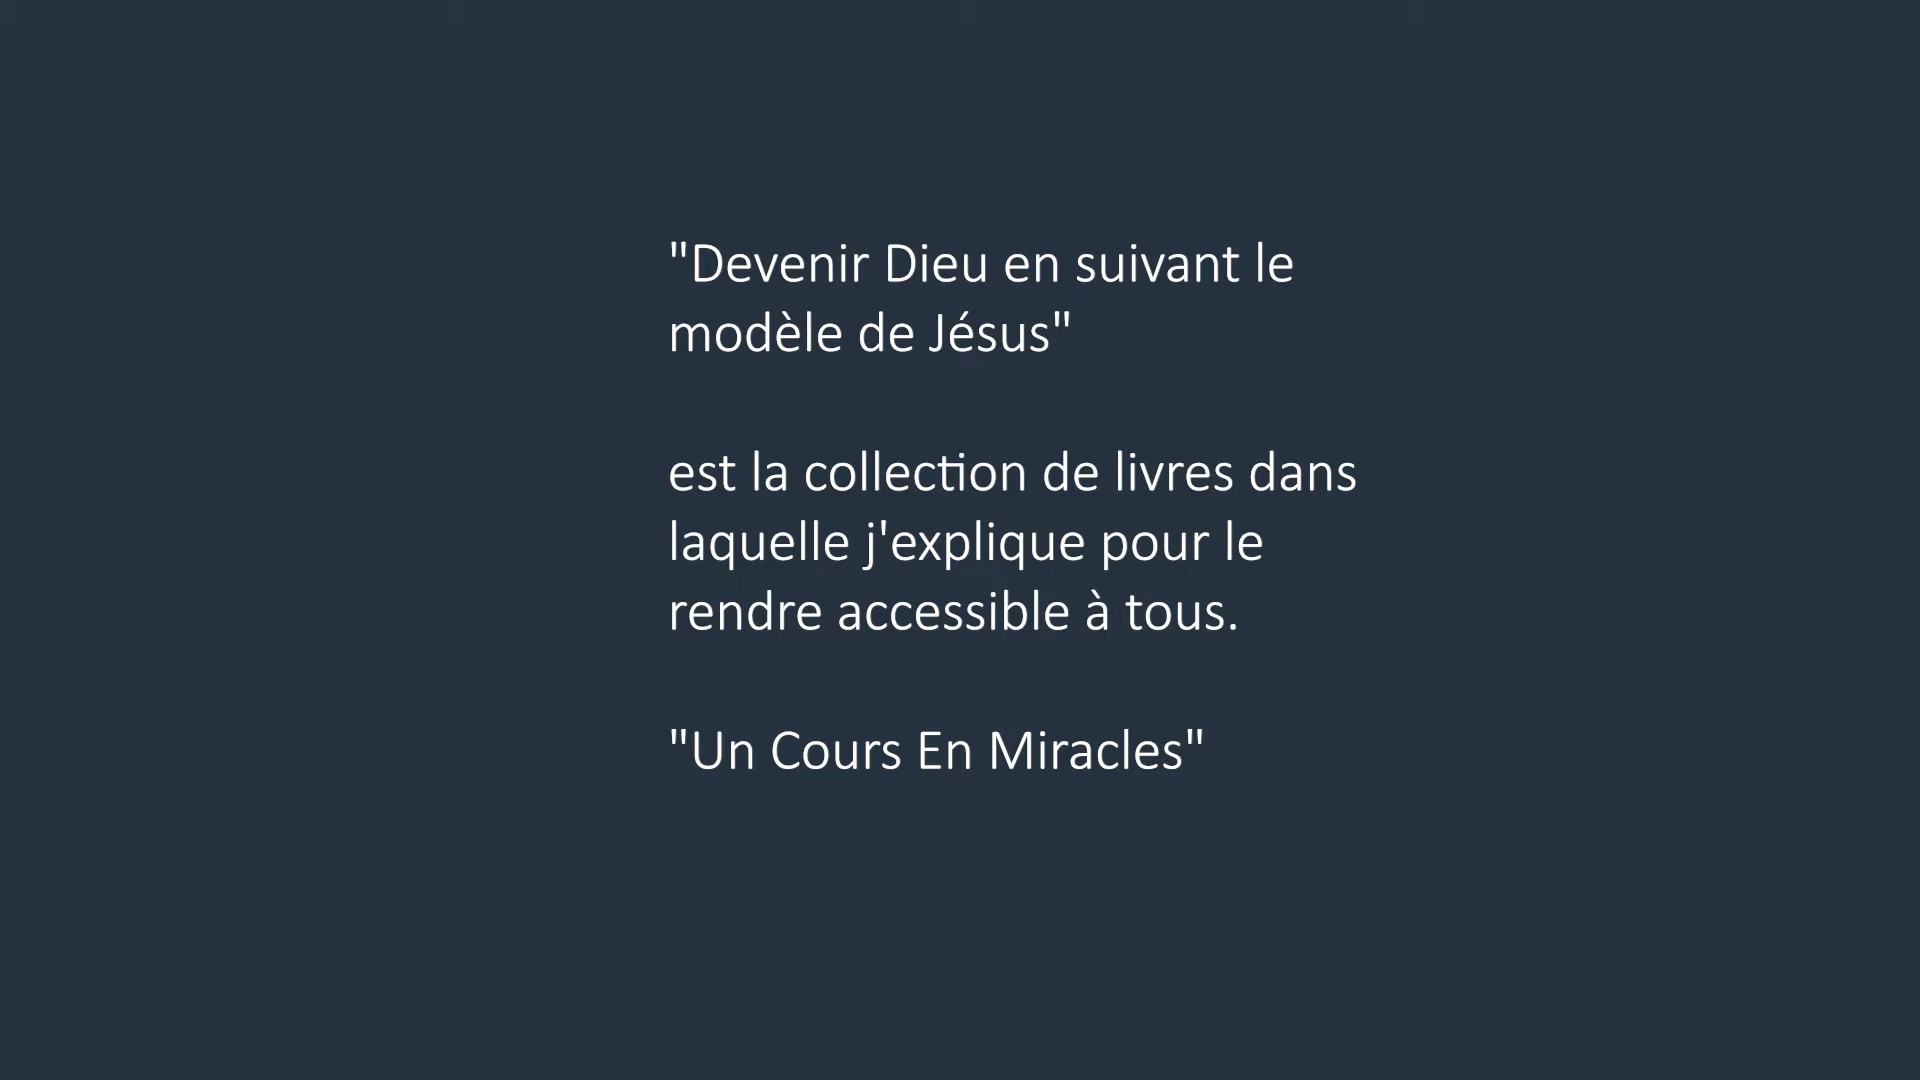 "Devenir Dieu en suivant le
modèle de Jésus"
est la collection de livres dans
laquelle j'explique pour le
rendre accessible à tous.
"Un Cours En Miracles"